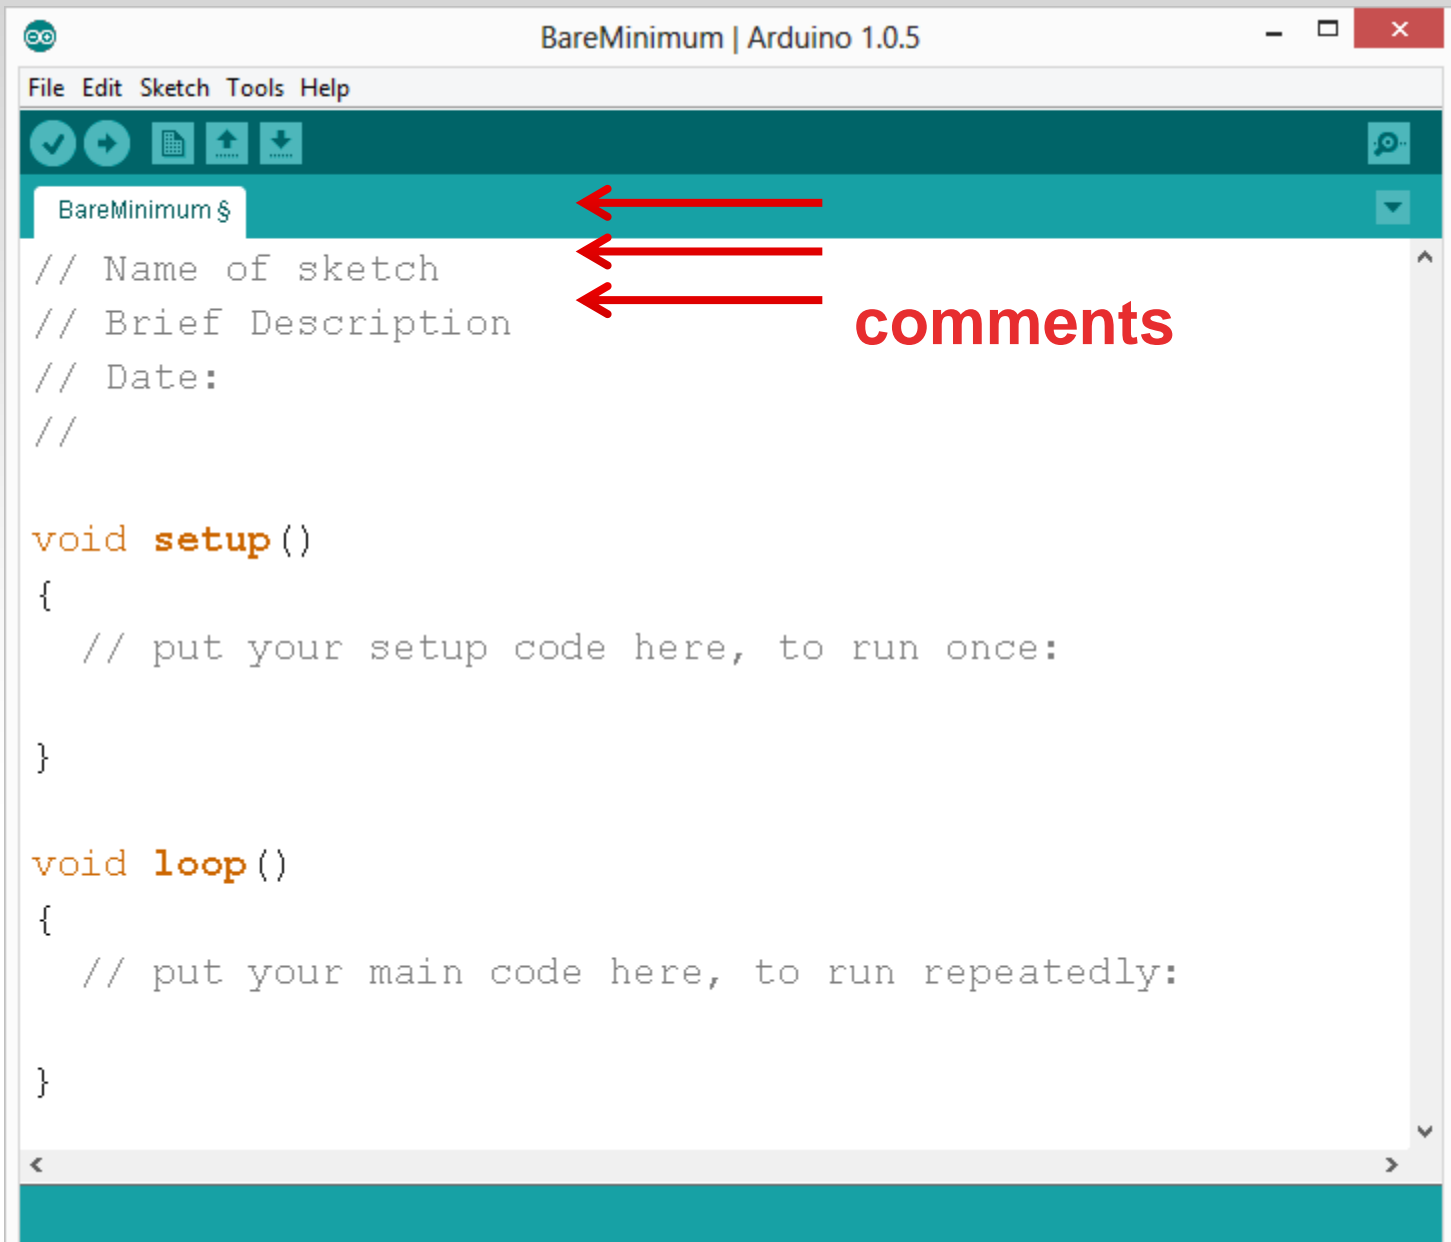 BareMinimum | Arduino 1.0.5
File Edit Sketch Tools Help
BareMinimum §
// Name of sketch
// Brief Description
comments
// Date:
//
void setup()
{
// put your setup code here, to run once:
}
void loop()
{
// put your main code here, to run repeatedly:
}